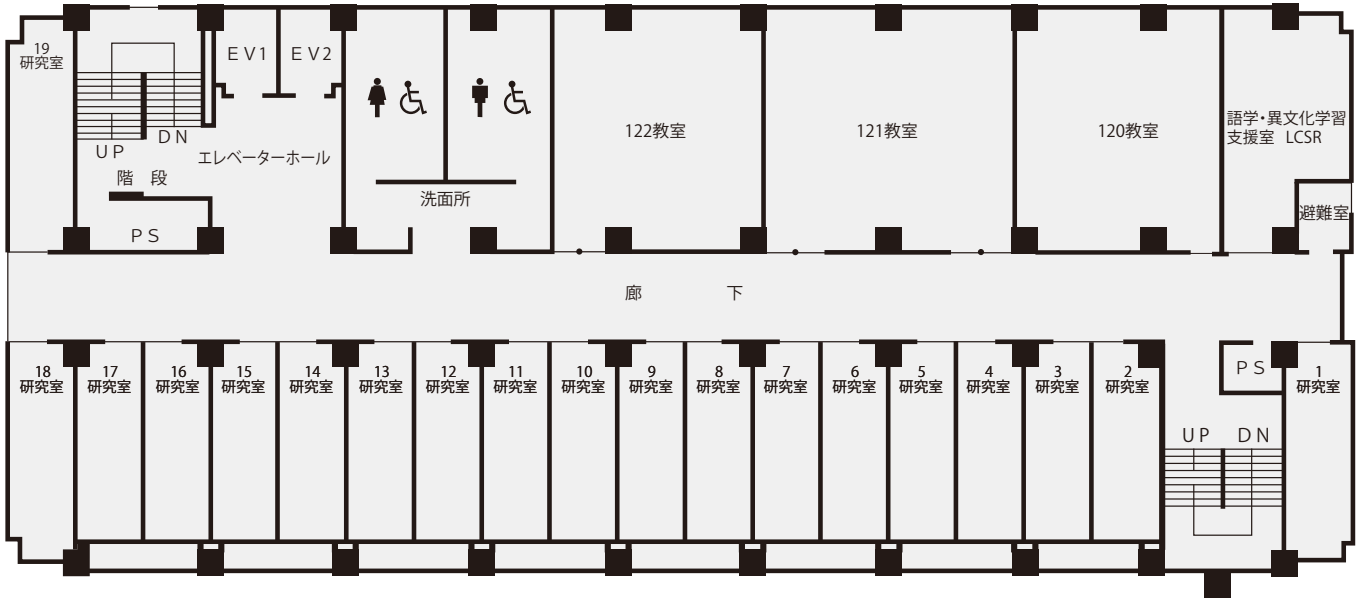 19
研究室
EV1
EV2
UP
DN
階 段
エレベーターホール
PS
洗面所
122教室
121教室
120教室
語学・異文化学習
支援室 LCSR
避難室
廊 下
18
研究室
17
研究室
16
研究室
15
研究室
14
研究室
13
研究室
12
研究室
11
研究室
10
研究室
9
研究室
8
研究室
7
研究室
6
研究室
5
研究室
4
研究室
3
研究室
2
研究室
PS
UP
DN
1
研究室